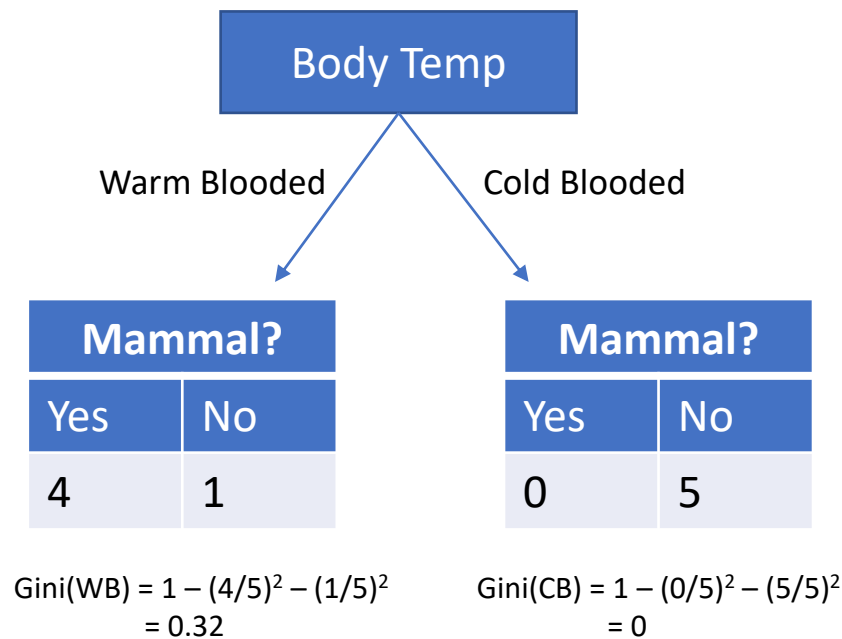 Body Temp
Warm Blooded
Cold Blooded
Mammal?
Yes No
4 1
Mammal?
Yes No
0 5
Gini(WB) = 1 – (4/5)² – (1/5)²
= 0.32
Gini(CB) = 1 – (0/5)² – (5/5)²
= 0